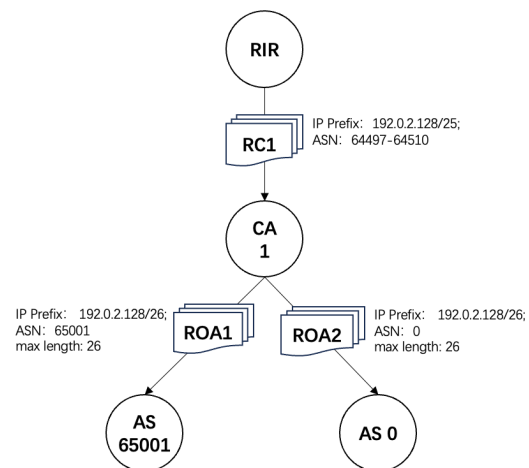 RIR
IP Prefix: 192.0.2.128/25;
ASN: 64497-64510
RC1
CA
1
IP Prefix: 192.0.2.128/26;
ASN: 65001
max length: 26
ROA1
ROA2
IP Prefix: 192.0.2.128/26;
ASN: 0
max length: 26
AS
65001
AS 0